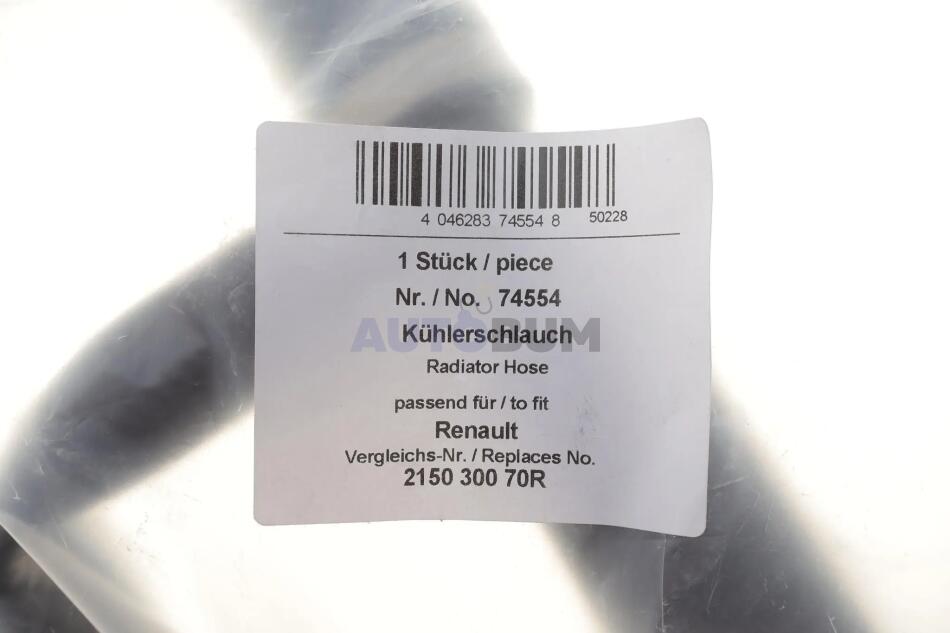 4 046283 74554 8 50228
1 Stück / piece
Nr. / No. 74554
AUTOBUM
Kühlerschlauch
Radiator Hose
passend für / to fit
Renault
Vergleichs-Nr. / Replaces No.
2150 300 70R